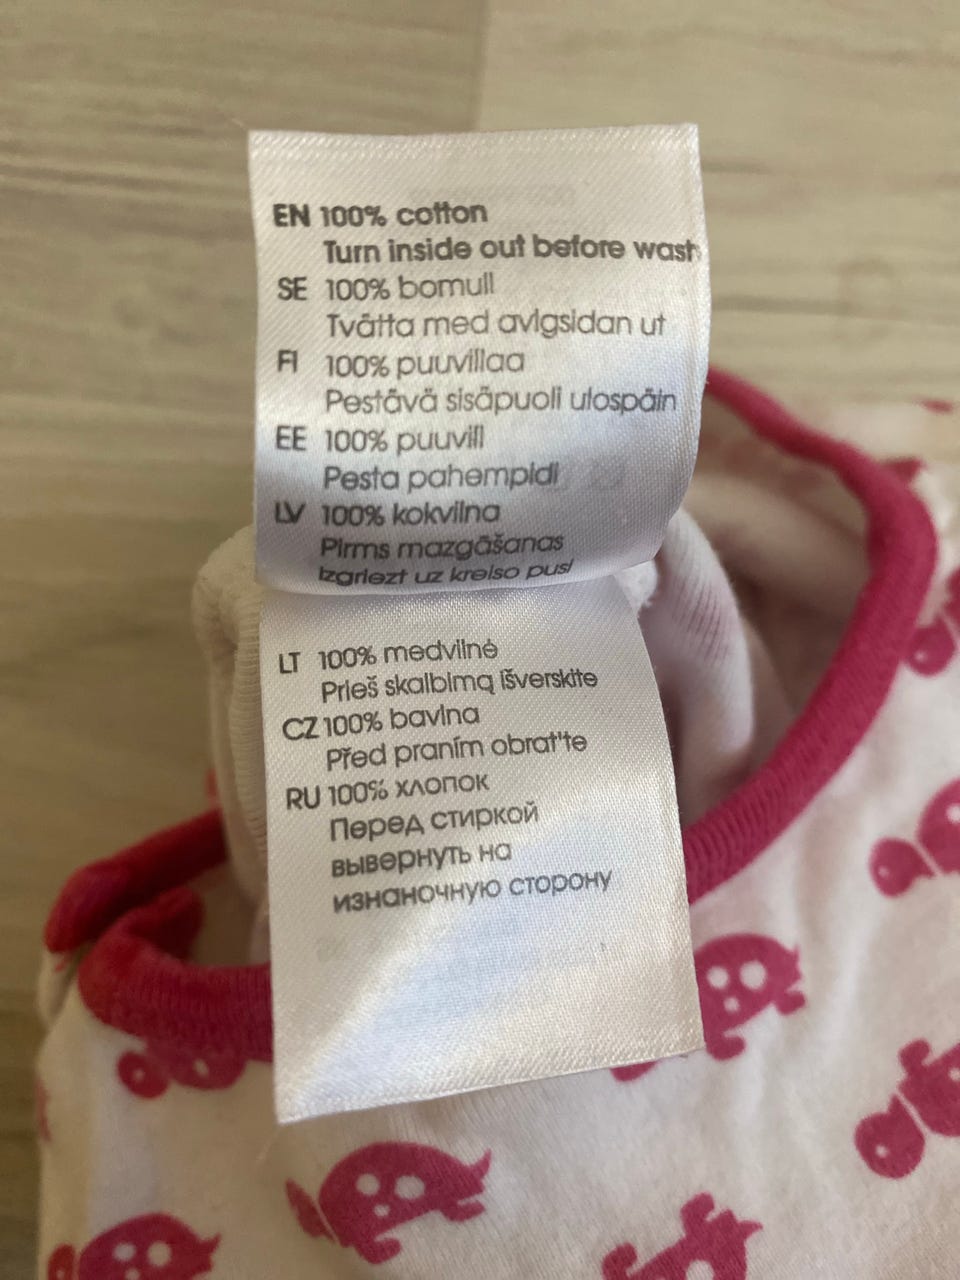 EN 100% cotton
Turn inside out before wash
SE 100% bomull
Tvätta med avigsidan ut
FI 100% puuvillaa
Pestävä sisäpuoli ulospäin
EE 100% puuvill
Pesta pahempidi
LV 100% kokvilna
Pirms mazgāšanas
izgriezt uz kreiso pusi
LT 100% medvilnė
Prieš skalbimą išverskite
CZ 100% bavlna
Před praním obrat'te
RU 100% хлопок
Перед стиркой
вывернуть на
изнаночную сторону